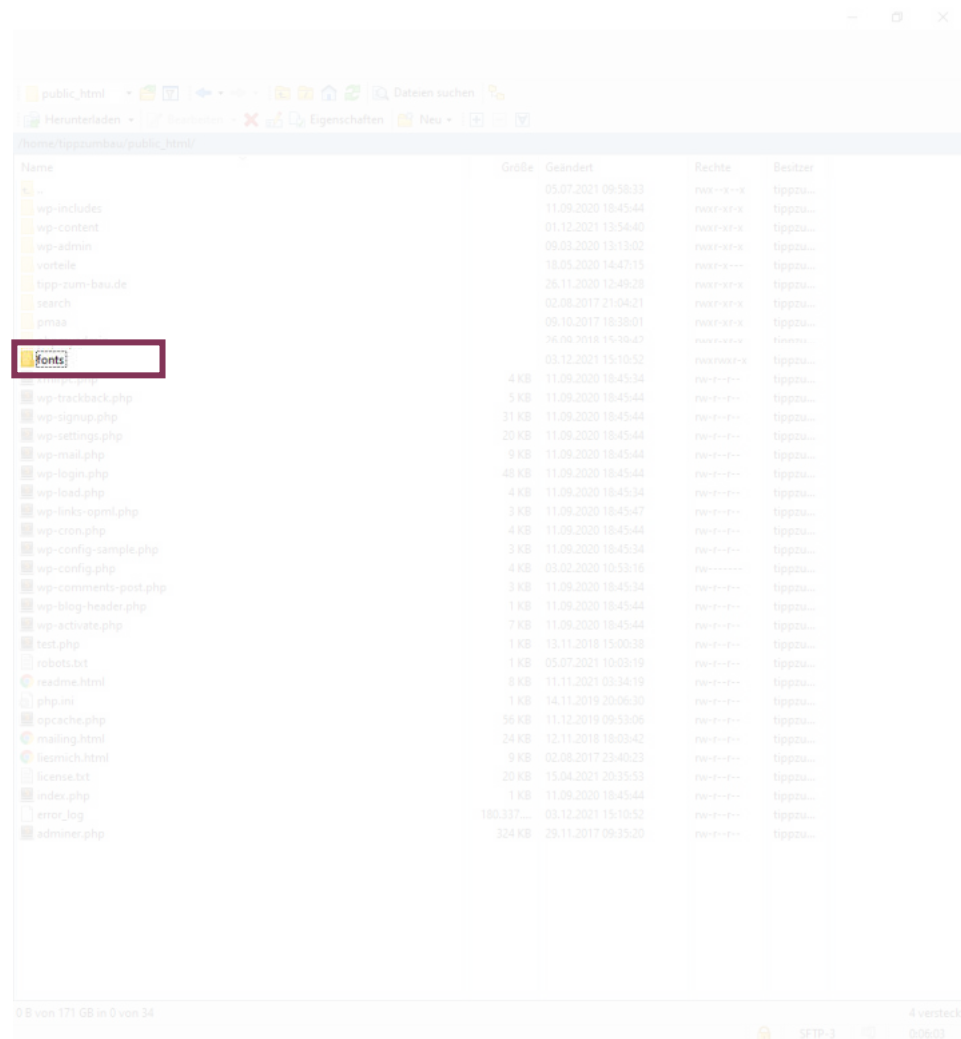 public_html Dateien suchen
Herunterladen Bearbeiten Eigenschaften Neu
/home/tippzumbau/public_html/
Name Größe Geändert Rechte Besitzer
.. 05.07.2021 09:58:33 rwx--x--x tippzu...
wp-includes 11.09.2020 18:45:44 rwxr-xr-x tippzu...
wp-content 01.12.2021 13:54:40 rwxr-xr-x tippzu...
wp-admin 09.03.2020 13:13:02 rwxr-xr-x tippzu...
vorteile 18.05.2020 14:47:15 rwxr-x--- tippzu...
tipp-zum-bau.de 26.11.2020 12:49:28 rwxr-xr-x tippzu...
search 02.08.2017 21:04:21 rwxr-xr-x tippzu...
pmaa 09.10.2017 18:38:01 rwxr-xr-x tippzu...
26.09.2018 15:39:42 rwxr-xr-x tippzu...
fonts 03.12.2021 15:10:52 rwxrwxr-x tippzu...
xmlrpc.php 4 KB 11.09.2020 18:45:34 rw-r--r-- tippzu...
wp-trackback.php 5 KB 11.09.2020 18:45:44 rw-r--r-- tippzu...
wp-signup.php 31 KB 11.09.2020 18:45:44 rw-r--r-- tippzu...
wp-settings.php 20 KB 11.09.2020 18:45:44 rw-r--r-- tippzu...
wp-mail.php 9 KB 11.09.2020 18:45:44 rw-r--r-- tippzu...
wp-login.php 48 KB 11.09.2020 18:45:44 rw-r--r-- tippzu...
wp-load.php 4 KB 11.09.2020 18:45:34 rw-r--r-- tippzu...
wp-links-opml.php 3 KB 11.09.2020 18:45:47 rw-r--r-- tippzu...
wp-cron.php 4 KB 11.09.2020 18:45:44 rw-r--r-- tippzu...
wp-config-sample.php 3 KB 11.09.2020 18:45:34 rw-r--r-- tippzu...
wp-config.php 4 KB 03.02.2020 10:53:16 rw------- tippzu...
wp-comments-post.php 3 KB 11.09.2020 18:45:34 rw-r--r-- tippzu...
wp-blog-header.php 1 KB 11.09.2020 18:45:44 rw-r--r-- tippzu...
wp-activate.php 7 KB 11.09.2020 18:45:44 rw-r--r-- tippzu...
test.php 1 KB 13.11.2018 15:00:38 rw-r--r-- tippzu...
robots.txt 1 KB 05.07.2021 10:03:19 rw-r--r-- tippzu...
readme.html 8 KB 11.11.2021 03:34:19 rw-r--r-- tippzu...
php.ini 1 KB 14.11.2019 20:06:30 rw-r--r-- tippzu...
opcache.php 56 KB 11.12.2019 09:53:06 rw-r--r-- tippzu...
mailing.html 24 KB 12.11.2018 18:03:42 rw-r--r-- tippzu...
liesmich.html 9 KB 02.08.2017 23:40:23 rw-r--r-- tippzu...
license.txt 20 KB 15.04.2021 20:35:53 rw-r--r-- tippzu...
index.php 1 KB 11.09.2020 18:45:44 rw-r--r-- tippzu...
error_log 180.337... 03.12.2021 15:10:52 rw-r--r-- tippzu...
adminer.php 324 KB 29.11.2017 09:35:20 rw-r--r-- tippzu...
0 B von 171 GB in 0 von 34 4 versteck
SFTP-3 0:06:03